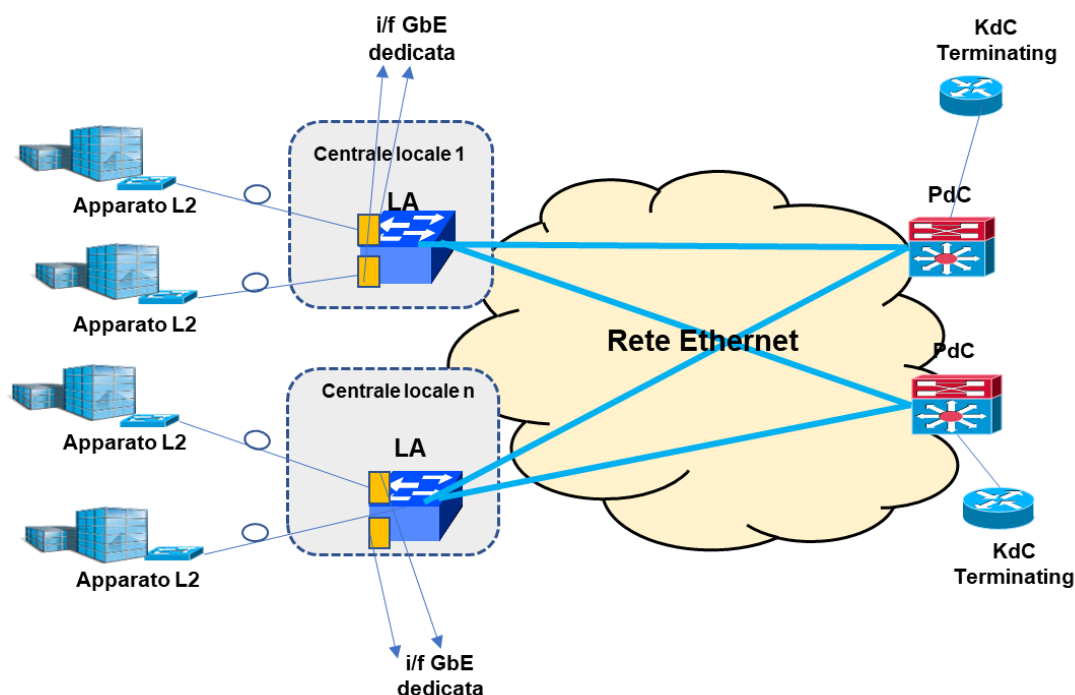 i/f GbE
dedicata
KdC
Terminating
Centrale locale 1
LA
PdC
Apparato L2
Apparato L2
Rete Ethernet
PdC
Centrale locale n
LA
Apparato L2
Apparato L2
KdC
Terminating
i/f GbE
dedicata